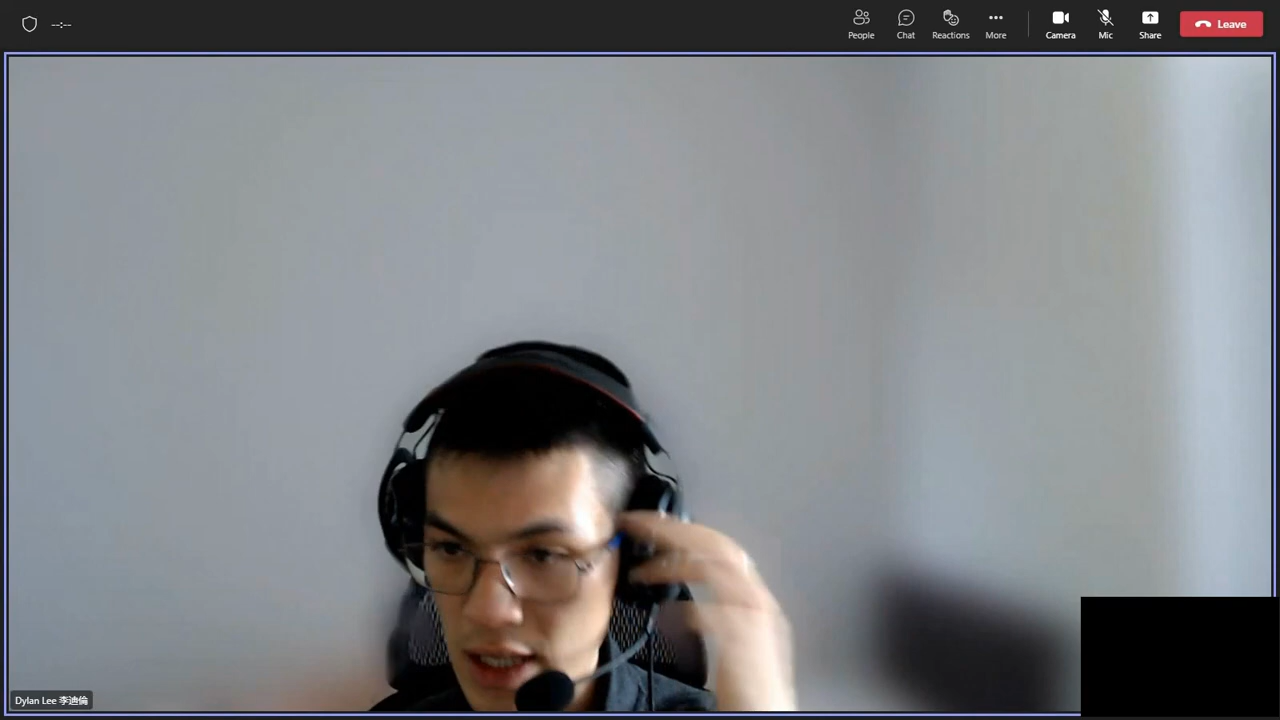 --:--
People
Chat
Reactions
More
Camera
Mic
Share
Leave
Dylan Lee 李迪倫